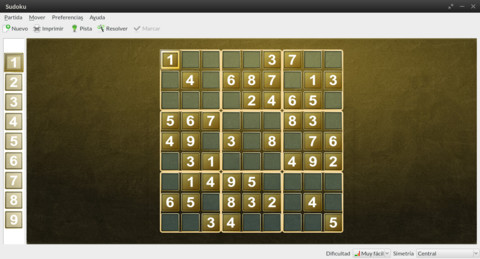 Sudoku
Partida Mover Preferencias Ayuda
Nuevo Imprimir Pista Resolver Marcar
1
2
3
4
5
6
7
8
9
1 3 7
4 6 8 7 1 3
2 4 6 5
5 6 7 8 3
4 9 3 8 7 6
3 1 4 9 2
1 4 9 5
6 5 8 3 2 4
3 4 5
Dificultad Muy fácil Simetría Central